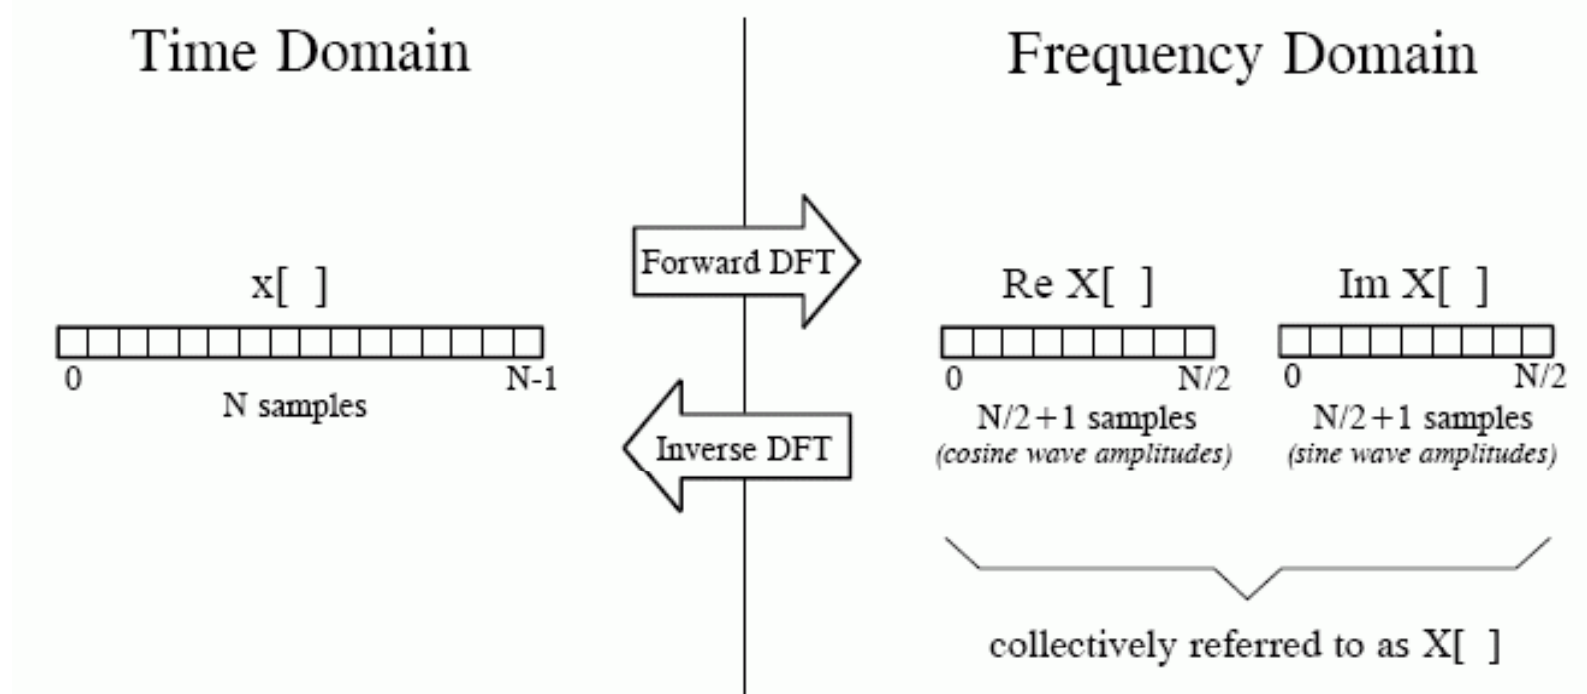 Time Domain
Frequency Domain
x[ ]
0
N-1
N samples
Forward DFT
Inverse DFT
Re X[ ]
0
N/2
N/2+1 samples
(cosine wave amplitudes)
Im X[ ]
0
N/2
N/2+1 samples
(sine wave amplitudes)
collectively referred to as X[ ]